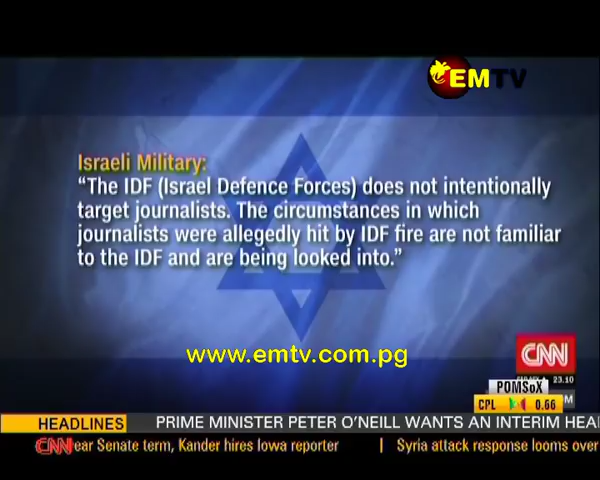 EMTV
Israeli Military:
“The IDF (Israel Defence Forces) does not intentionally
target journalists. The circumstances in which
journalists were allegedly hit by IDF fire are not familiar
to the IDF and are being looked into.”
www.emtv.com.pg
CNN
23.10
POMSoX
CPL 0.66
HEADLINES PRIME MINISTER PETER O'NEILL WANTS AN INTERIM HEA
CNN ear Senate term, Kander hires Iowa reporter | Syria attack response looms over